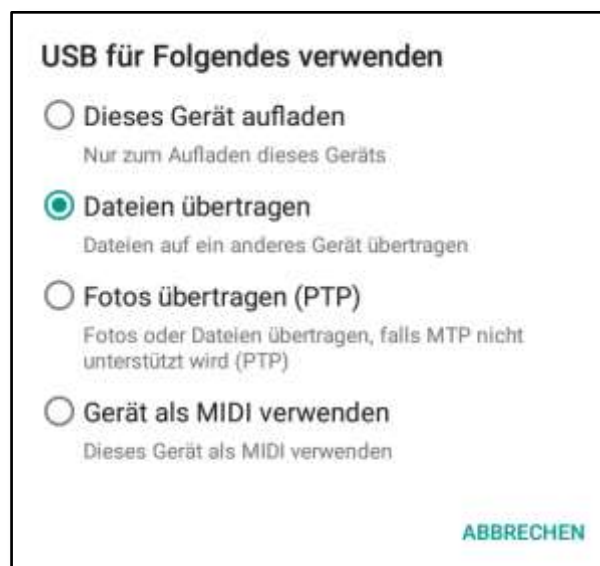 USB für Folgendes verwenden
Dieses Gerät aufladen
Nur zum Aufladen dieses Geräts
Dateien übertragen
Dateien auf ein anderes Gerät übertragen
Fotos übertragen (PTP)
Fotos oder Dateien übertragen, falls MTP nicht
unterstützt wird (PTP)
Gerät als MIDI verwenden
Dieses Gerät als MIDI verwenden
ABBRECHEN